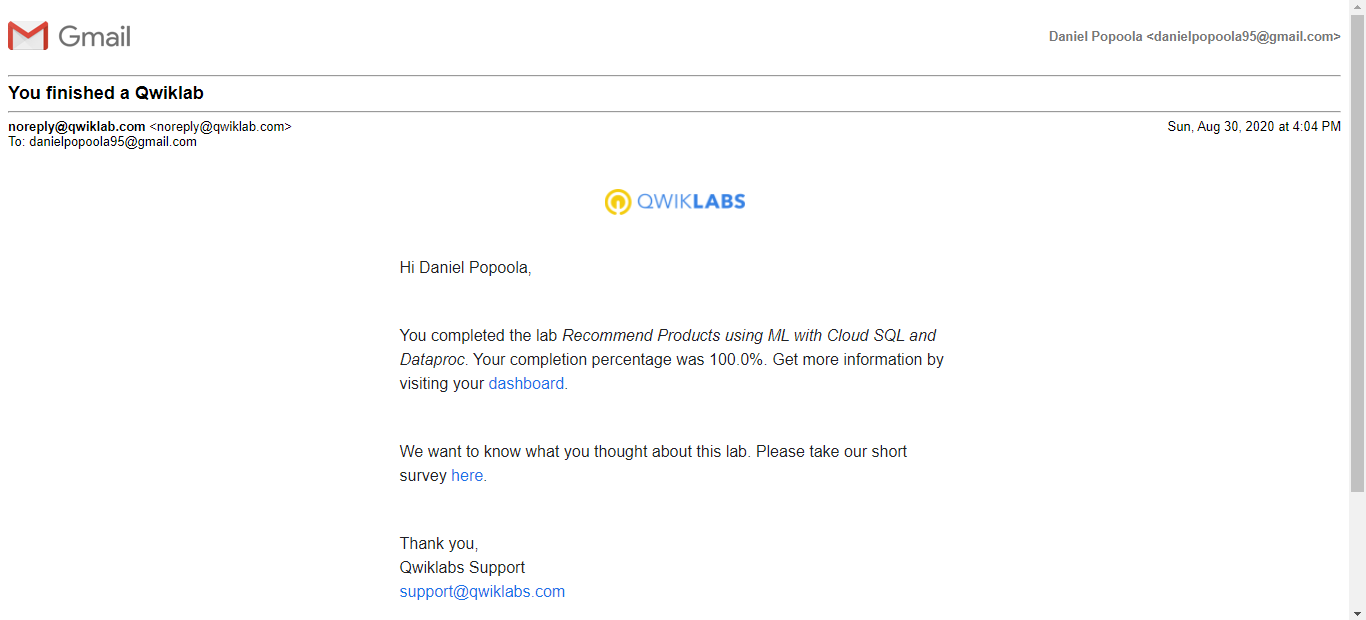 Gmail
Daniel Popoola <danielpopoola95@gmail.com>
You finished a Qwiklab
noreply@qwiklab.com <noreply@qwiklab.com>
Sun, Aug 30, 2020 at 4:04 PM
To: danielpopoola95@gmail.com
QWIKLABS
Hi Daniel Popoola,
You completed the lab Recommend Products using ML with Cloud SQL and
Dataproc. Your completion percentage was 100.0%. Get more information by
visiting your dashboard.
We want to know what you thought about this lab. Please take our short
survey here.
Thank you,
Qwiklabs Support
support@qwiklabs.com